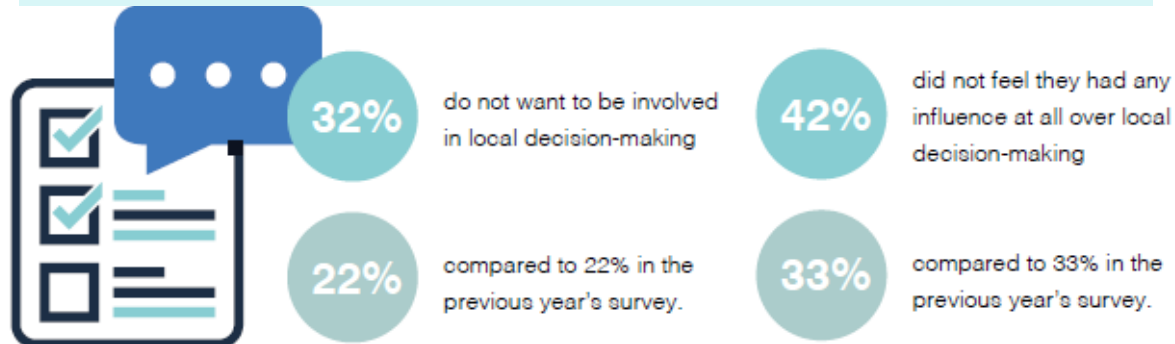 32%
do not want to be involved
in local decision-making
42%
did not feel they had any
influence at all over local
decision-making
22%
compared to 22% in the
previous year's survey.
33%
compared to 33% in the
previous year's survey.